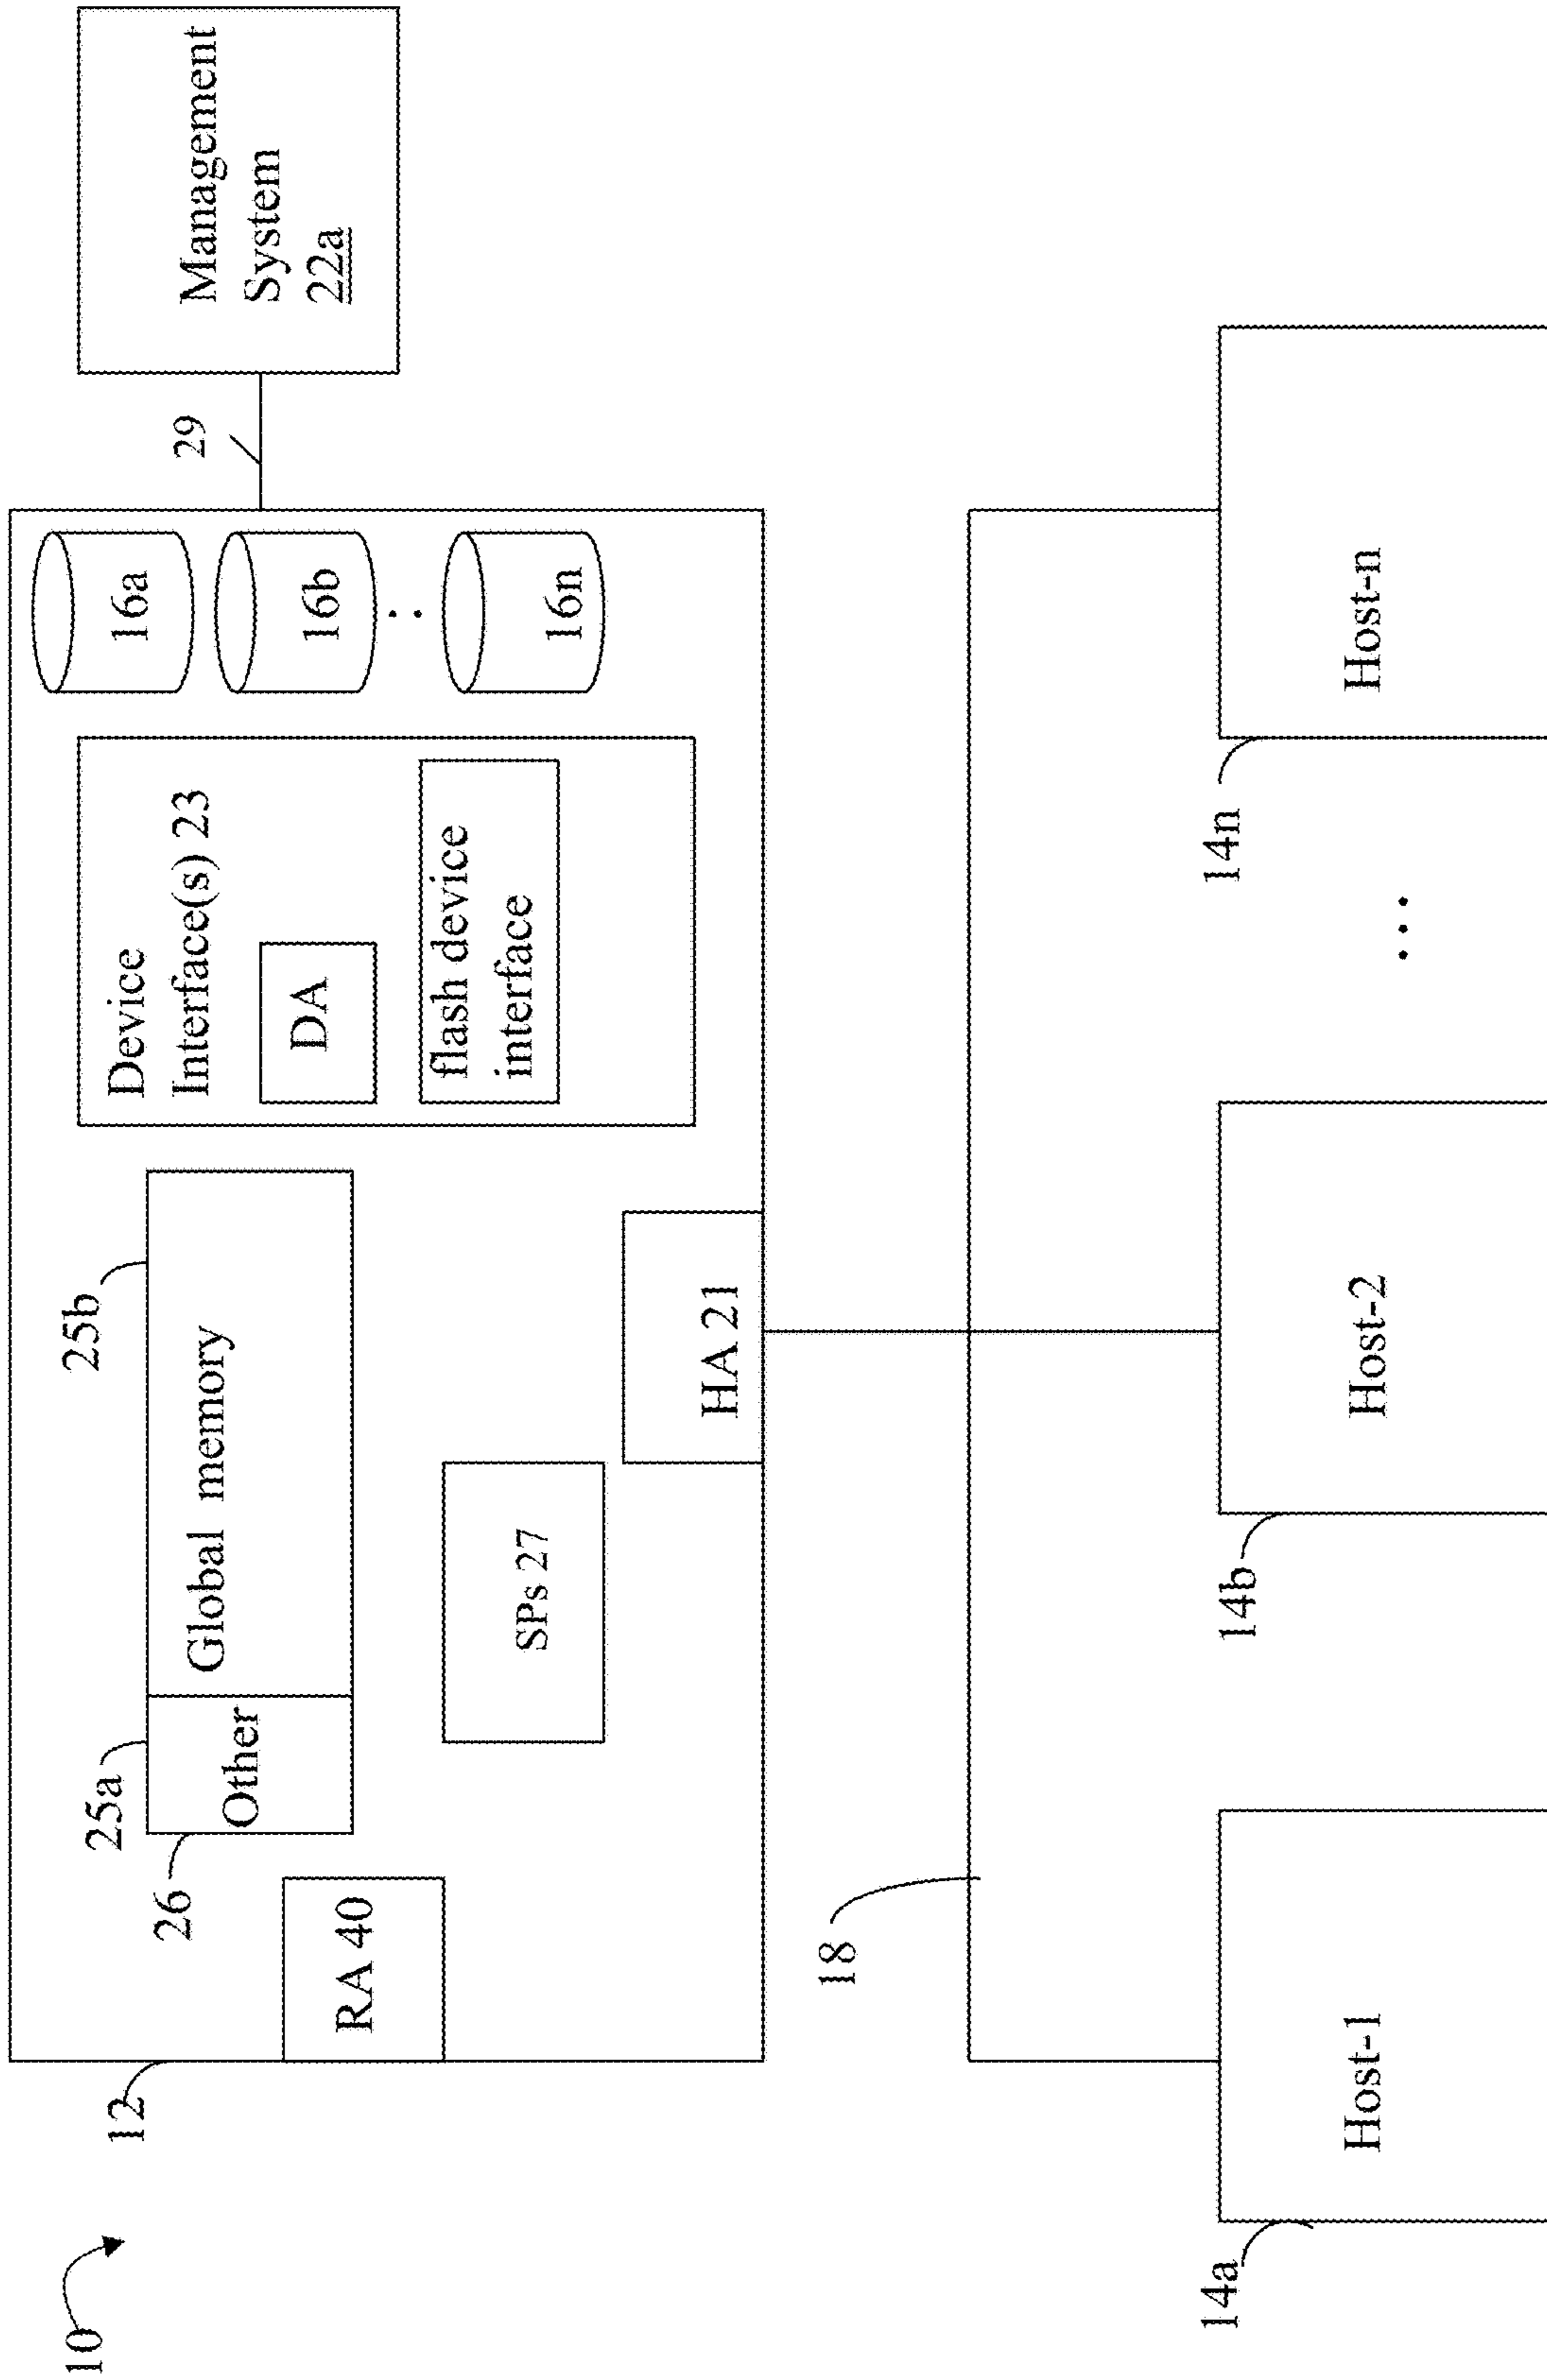 10
12
RA 40
26
25a
Other
25b
Global memory
SPs 27
HA 21
Device
Interface(s) 23
DA
flash device
interface
16a
16b
16n
29
Management
System
22a
18
14a
Host-1
14b
Host-2
...
14n
Host-n